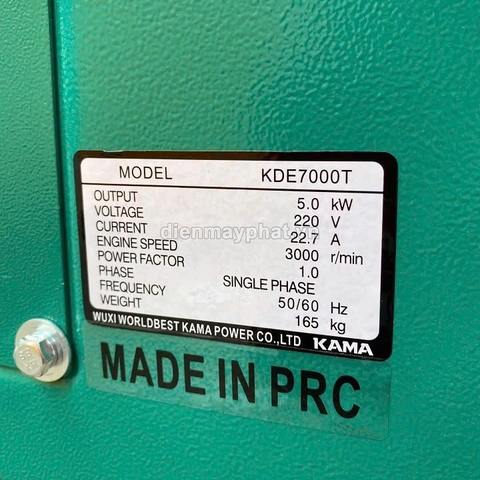 MODEL KDE7000T
OUTPUT 5.0 kW
VOLTAGE 220 V
CURRENT 22.7 A
ENGINE SPEED 3000 r/min
POWER FACTOR 1.0
PHASE SINGLE PHASE
FREQUENCY 50/60 Hz
WEIGHT 165 kg
WUXI WORLDBEST KAMA POWER CO.,LTD KAMA
MADE IN PRC
dienmayphat.vn